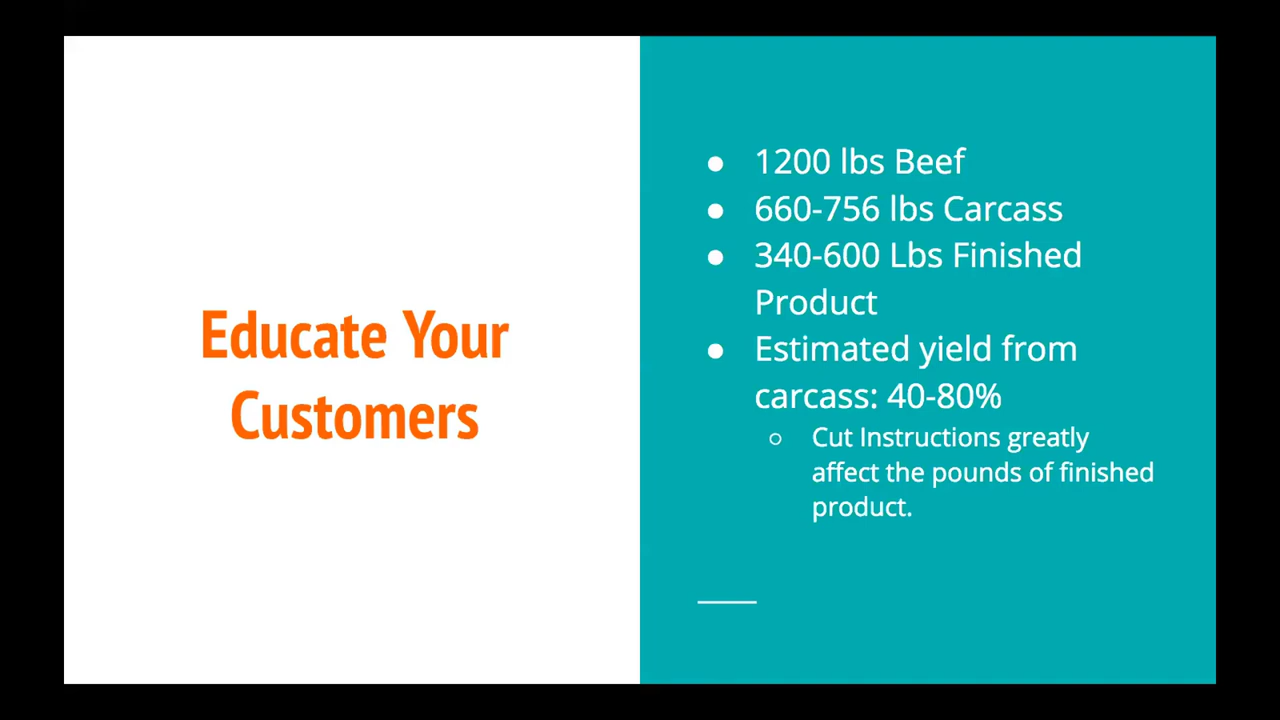 Educate Your
Customers
● 1200 lbs Beef
● 660-756 lbs Carcass
● 340-600 Lbs Finished
Product
● Estimated yield from
carcass: 40-80%
○ Cut Instructions greatly
affect the pounds of finished
product.